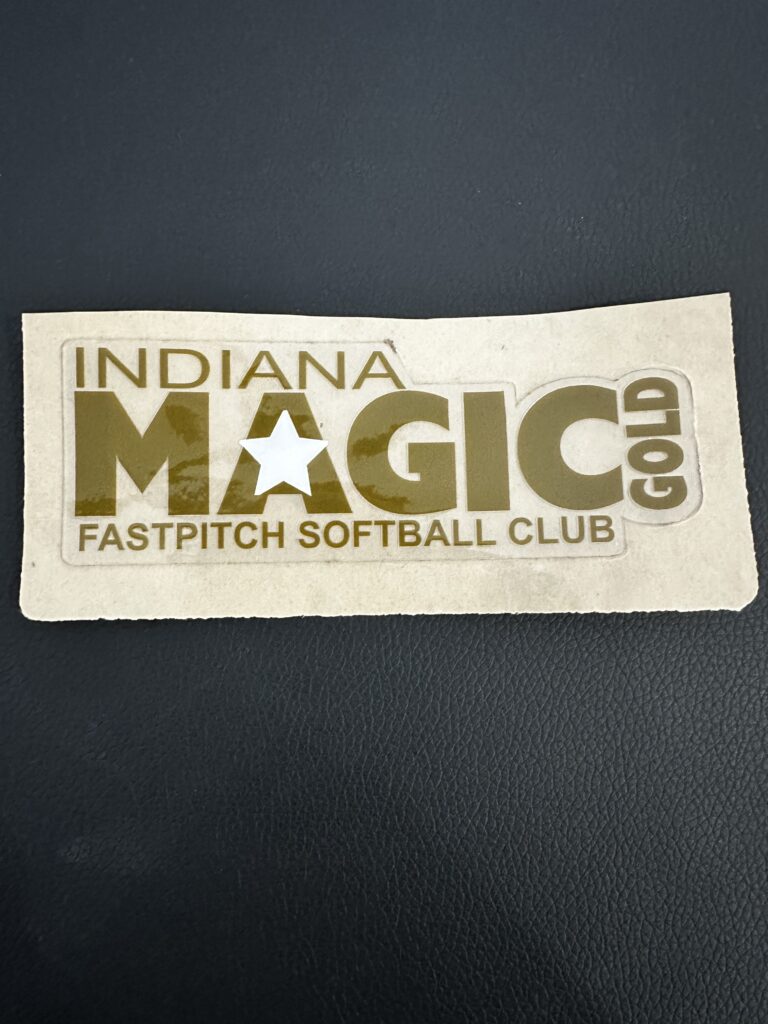 INDIANA
MAGIC
GOLD
FASTPITCH SOFTBALL CLUB